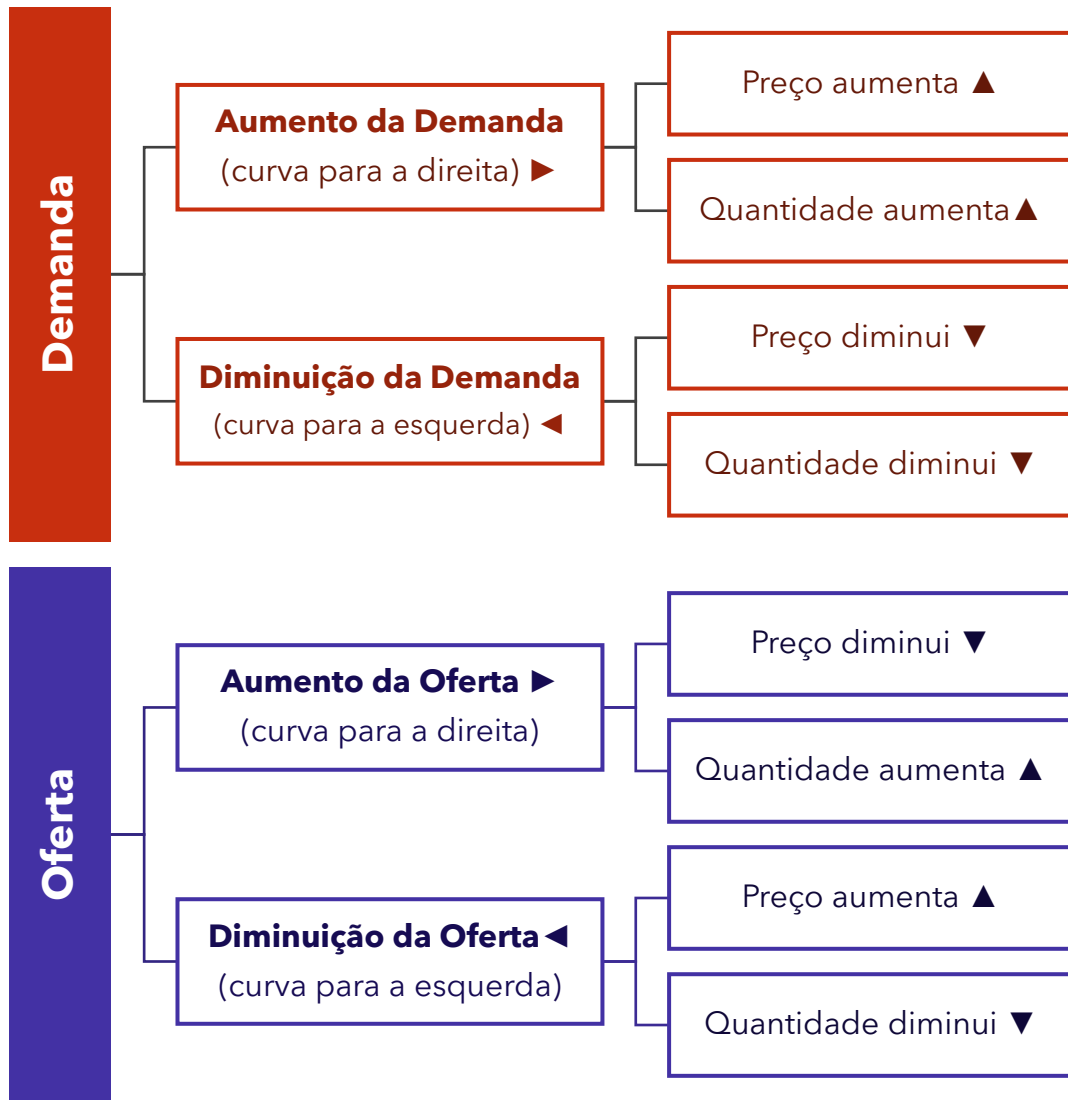 Demanda
Aumento da Demanda
(curva para a direita) ►
Preço aumenta ▲
Quantidade aumenta▲
Diminuição da Demanda
(curva para a esquerda) ◄
Preço diminui ▼
Quantidade diminui ▼
Oferta
Aumento da Oferta ►
(curva para a direita)
Preço diminui ▼
Quantidade aumenta ▲
Diminuição da Oferta◄
(curva para a esquerda)
Preço aumenta ▲
Quantidade diminui ▼